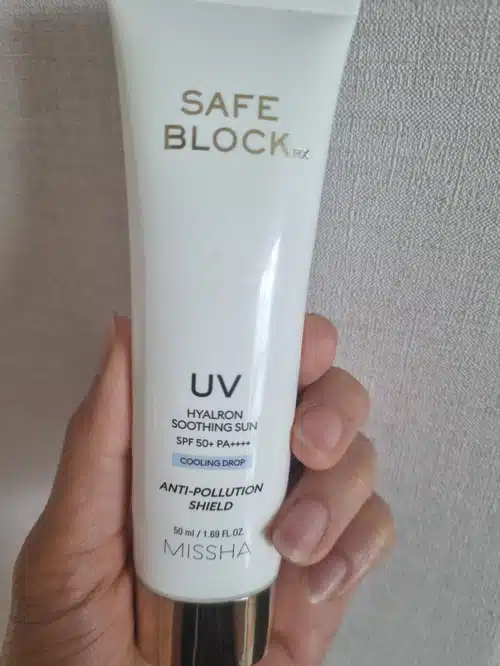 SAFE
BLOCK RX
UV
HYALRON
SOOTHING SUN
SPF 50+ PA++++
COOLING DROP
ANTI-POLLUTION
SHIELD
50 ml / 1.69 FL.OZ.
MISSHA